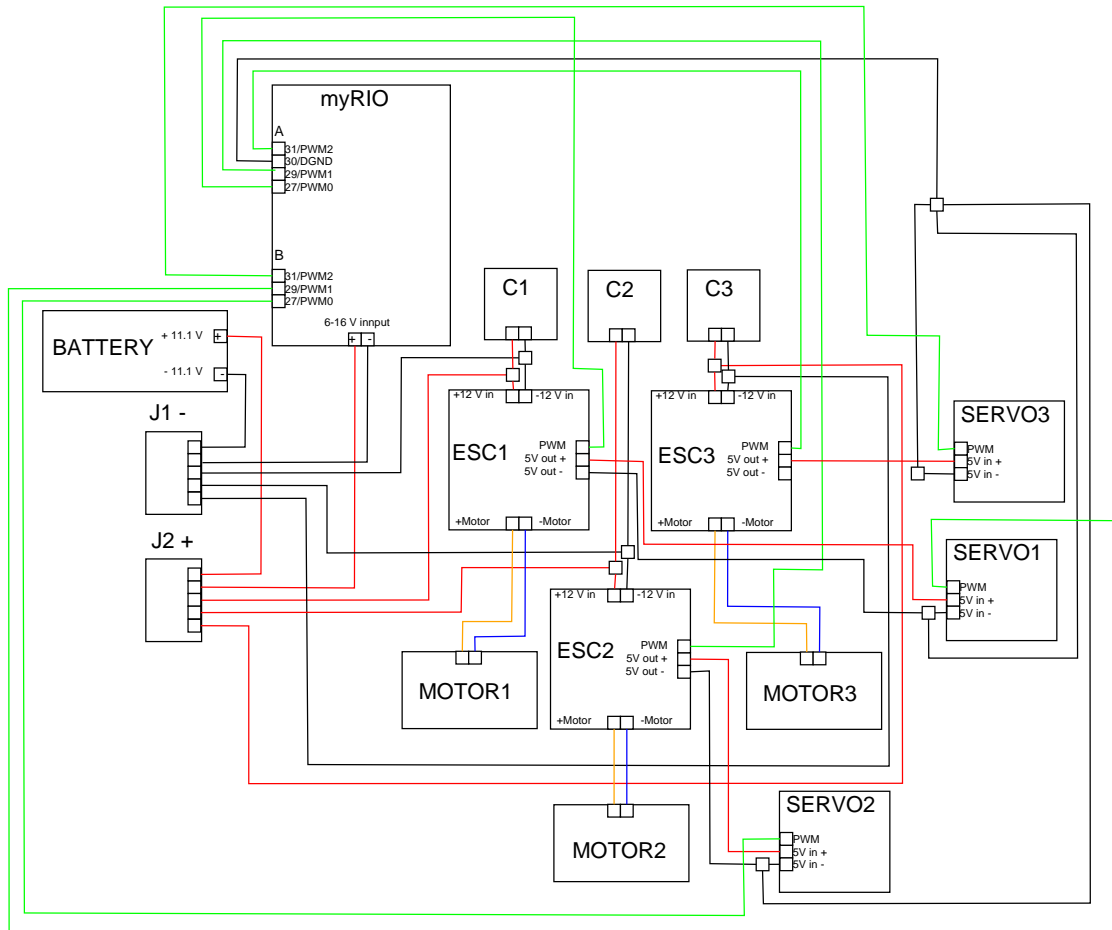 myRIO
A
31/PWM2
30/DGND
29/PWM1
27/PWM0
B
31/PWM2
29/PWM1
27/PWM0
6-16 V innput
+ -
BATTERY
+ 11.1 V +
- 11.1 V -
J1 -
J2 +
C1
C2
C3
+12 V in -12 V in
ESC1
PWM
5V out +
5V out -
+Motor -Motor
+12 V in -12 V in
ESC3
PWM
5V out +
5V out -
+Motor -Motor
+12 V in -12 V in
ESC2
PWM
5V out +
5V out -
+Motor -Motor
MOTOR1
MOTOR3
MOTOR2
SERVO3
PWM
5V in +
5V in -
SERVO1
PWM
5V in +
5V in -
SERVO2
PWM
5V in +
5V in -